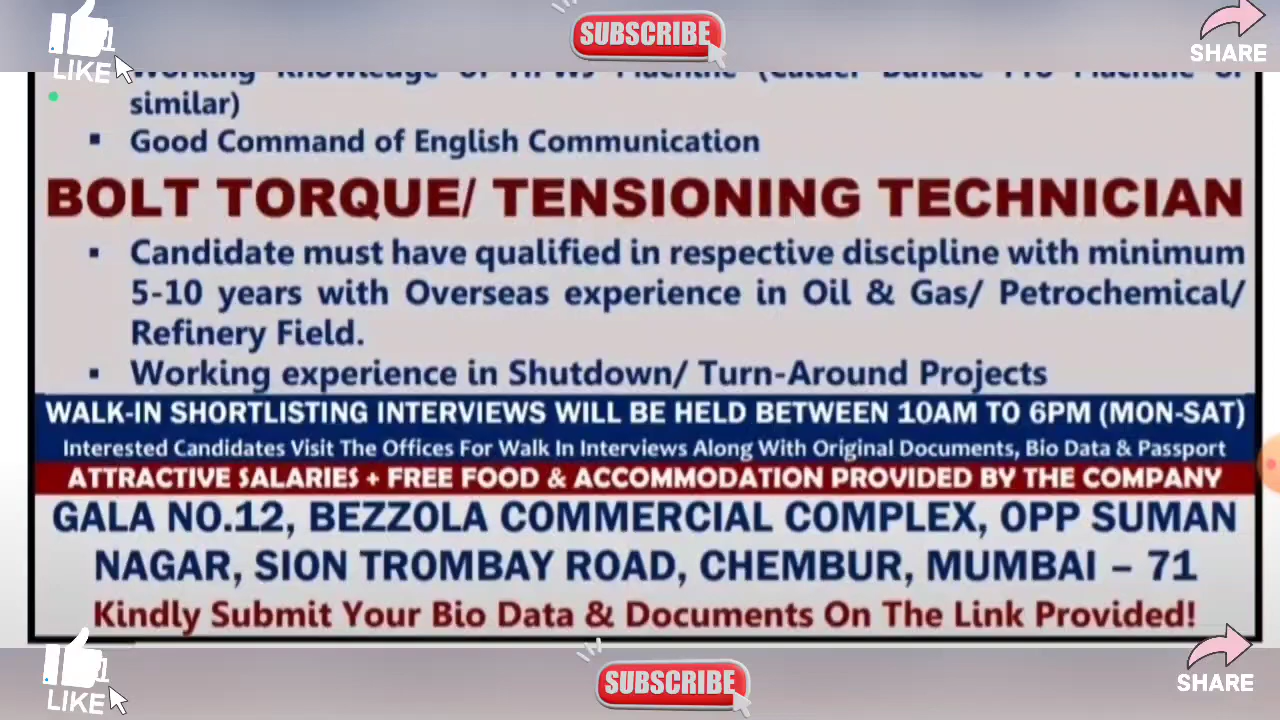 LIKE
SUBSCRIBE
SHARE
Working Knowledge of
similar)
▪ Good Command of English Communication
BOLT TORQUE/ TENSIONING TECHNICIAN
▪ Candidate must have qualified in respective discipline with minimum
5-10 years with Overseas experience in Oil & Gas/ Petrochemical/
Refinery Field.
▪ Working experience in Shutdown/ Turn-Around Projects
WALK-IN SHORTLISTING INTERVIEWS WILL BE HELD BETWEEN 10AM TO 6PM (MON-SAT)
Interested Candidates Visit The Offices For Walk In Interviews Along With Original Documents, Bio Data & Passport
ATTRACTIVE SALARIES + FREE FOOD & ACCOMMODATION PROVIDED BY THE COMPANY
GALA NO.12, BEZZOLA COMMERCIAL COMPLEX, OPP SUMAN
NAGAR, SION TROMBAY ROAD, CHEMBUR, MUMBAI – 71
Kindly Submit Your Bio Data & Documents On The Link Provided!
LIKE
SUBSCRIBE
SHARE